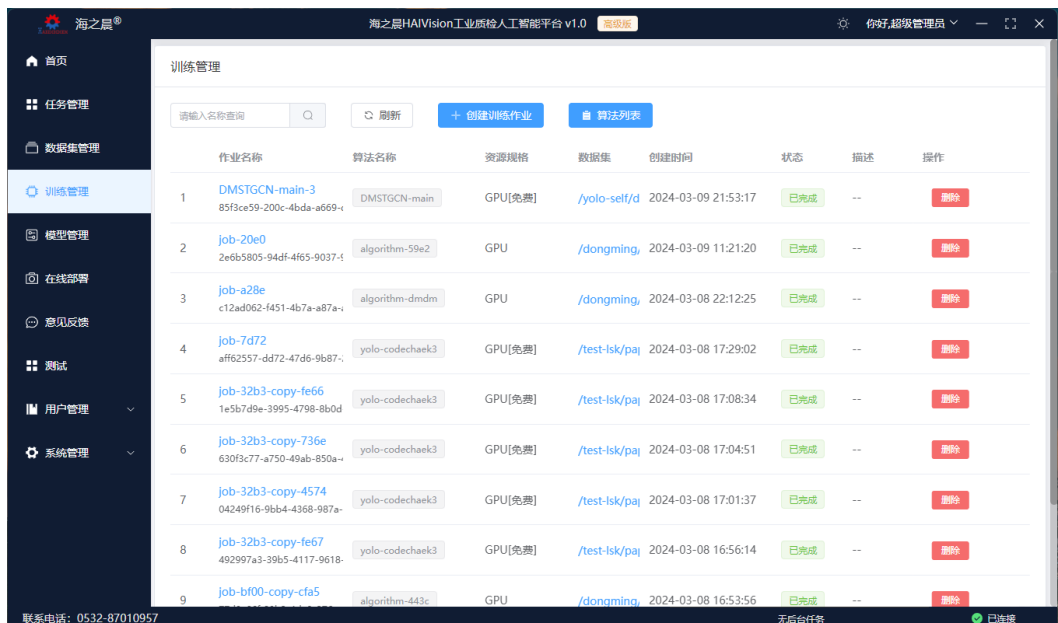 海之晨®
海之晨HAIVision工业质检人工智能平台 v1.0 高级版
你好,超级管理员
首页
任务管理
数据集管理
训练管理
模型管理
在线部署
意见反馈
测试
用户管理
系统管理
训练管理
请输入名称查询 刷新 + 创建训练作业 算法列表
作业名称 算法名称 资源规格 数据集 创建时间 状态 描述 操作
1 DMSTGCN-main-3 DMSTGCN-main GPU[免费] /yolo-self/d 2024-03-09 21:53:17 已完成 -- 删除
85f3ce59-200c-4bda-a669-
2 job-20e0 algorithm-59e2 GPU /dongming/ 2024-03-09 11:21:20 已完成 -- 删除
2e6b5805-94df-4f65-9037-
3 job-a28e algorithm-dmdm GPU /dongming/ 2024-03-08 22:12:25 已完成 -- 删除
c12ad062-f451-4b7a-a87a-
4 job-7d72 yolo-codechaek3 GPU[免费] /test-lsk/pa 2024-03-08 17:29:02 已完成 -- 删除
aff62557-dd72-47d6-9b87-
5 job-32b3-copy-fe66 yolo-codechaek3 GPU[免费] /test-lsk/pa 2024-03-08 17:08:34 已完成 -- 删除
1e5b7d9e-3995-4798-8b0d
6 job-32b3-copy-736e yolo-codechaek3 GPU[免费] /test-lsk/pa 2024-03-08 17:04:51 已完成 -- 删除
630f3c77-a750-49ab-850a-
7 job-32b3-copy-4574 yolo-codechaek3 GPU[免费] /test-lsk/pa 2024-03-08 17:01:37 已完成 -- 删除
04249f16-9bb4-4368-987a-
8 job-32b3-copy-fe67 yolo-codechaek3 GPU[免费] /test-lsk/pa 2024-03-08 16:56:14 已完成 -- 删除
492997a3-39b5-4117-9618-
9 job-bf00-copy-cfa5 algorithm-443c GPU /dongming/ 2024-03-08 16:53:56 已完成 -- 删除
联系电话: 0532-87010957 无后台任务 已连接